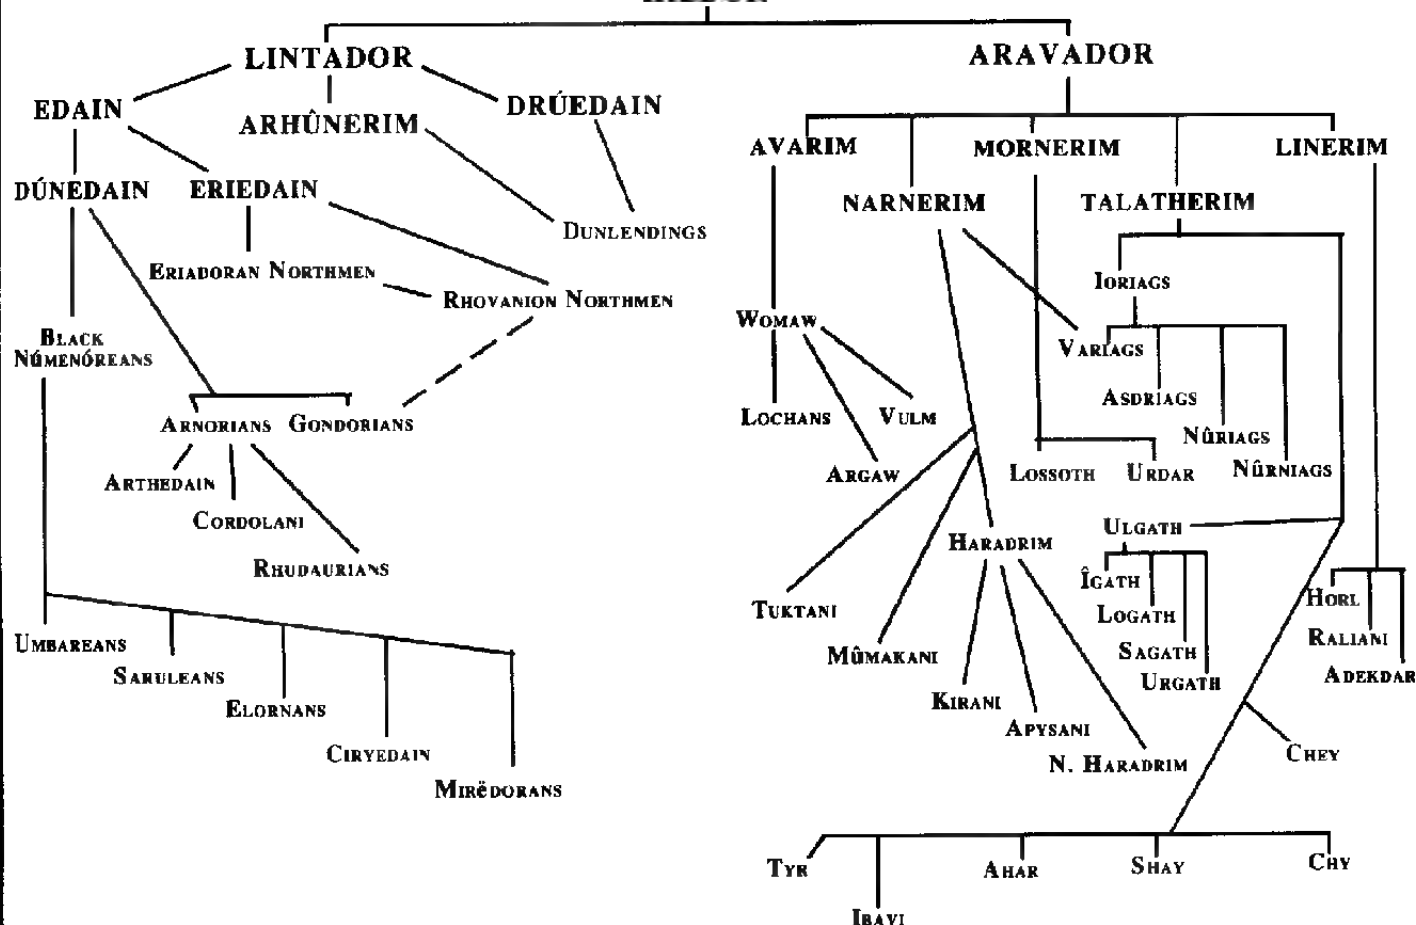 LINTADOR
ARAVADOR
EDAIN
ARHÛNERIM
DRÚEDAIN
AVARIM
MORNERIM
LINERIM
DÚNEDAIN
ERIEDAIN
NARNERIM
TALATHERIM
DUNLENDINGS
ERIADORAN NORTHMEN
RHOVANION NORTHMEN
IORIAGS
BLACK
NÚMENÓREANS
WOMAW
VARIAGS
ASDRIAGS
ARNORIANS
GONDORIANS
LOCHANS
VULM
NÛRIAGS
ARTHEDAIN
ARGAW
LOSSOTH
URDAR
NÛRNIAGS
CORDOLANI
RHUDAURIANS
HARADRIM
ULGATH
ÎGATH
HORL
TUKTANI
LOGATH
RALIANI
UMBAREANS
MÛMAKANI
SAGATH
SARULEANS
URGATH
ADEKDAR
ELORNANS
KIRANI
APYSANI
CIRYEDAIN
N. HARADRIM
CHEY
MIRëDORANS
TYR
AHAR
SHAY
CHY
IBAVI